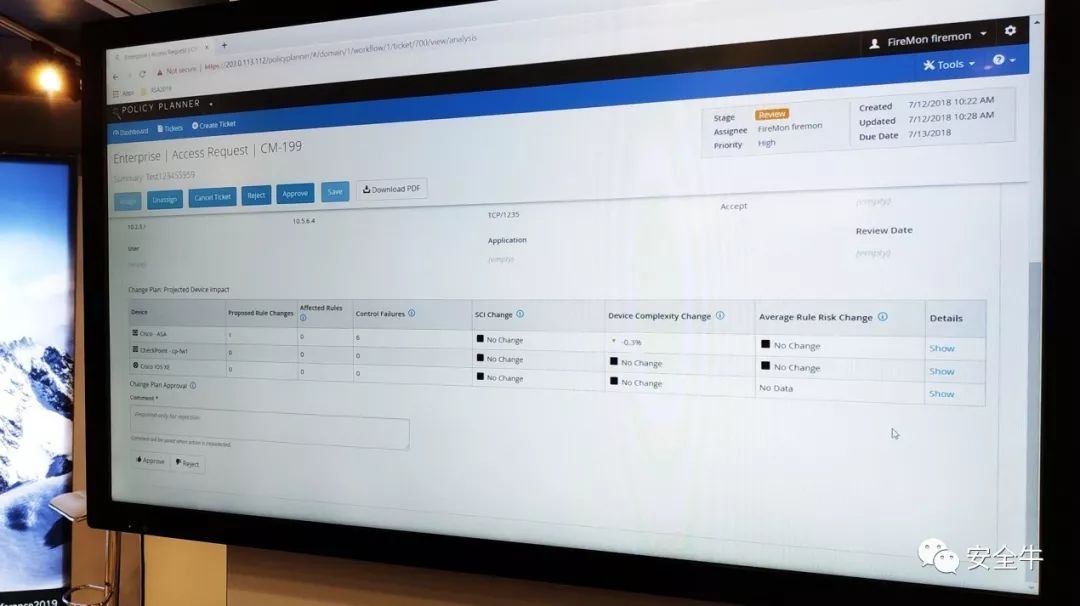 Enterprise | Access Request | C
Not secure | https://203.0.113.112/policyplanner/#/domain/1/workflow/1/ticket/700/view/analysis
Apps RSA2019
FireMon firemon
POLICY PLANNER
Tools
Dashboard Tickets Create Ticket
Enterprise | Access Request | CM-199
Summary: Test123455959
Stage Review
Assignee FireMon firemon
Priority High
Created 7/12/2018 10:22 AM
Updated 7/12/2018 10:28 AM
Due Date 7/13/2018
Assign Unassign Cancel Ticket Reject Approve Save Download PDF
10.5.6.4 TCP/1235 Accept (empty)
User Application Review Date
(empty) (empty) (empty)
Change Plan: Projected Device Impact
Device Proposed Rule Changes Affected Rules Control Failures SCI Change Device Complexity Change Average Rule Risk Change Details
Cisco - ASA 1 0 6 No Change -0.3% No Change Show
CheckPoint - cp-fw1 0 0 0 No Change No Change No Change Show
Cisco IOS XE 0 0 0 No Change No Change No Data Show
Change Plan Approval
Comment *
Required only for rejection
Comment will be saved when action is requested.
Approve Reject
安全牛
ference2019